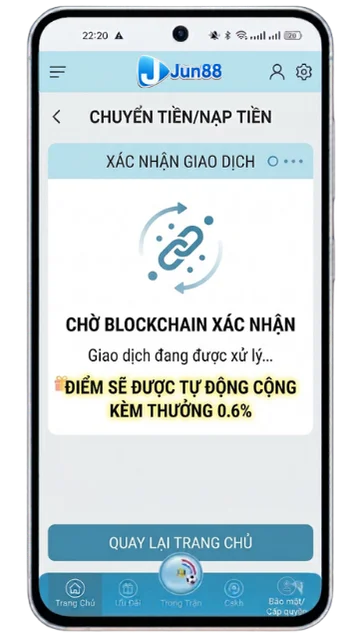 22:20
20
Jun88
CHUYỂN TIỀN/NẠP TIỀN
XÁC NHẬN GIAO DỊCH
CHỜ BLOCKCHAIN XÁC NHẬN
Giao dịch đang được xử lý...
ĐIỂM SẼ ĐƯỢC TỰ ĐỘNG CỘNG
KÈM THƯỞNG 0.6%
QUAY LẠI TRANG CHỦ
Trang Chủ
Ưu Đãi
Trong Trận
Bảo mật/
Cấp quyền